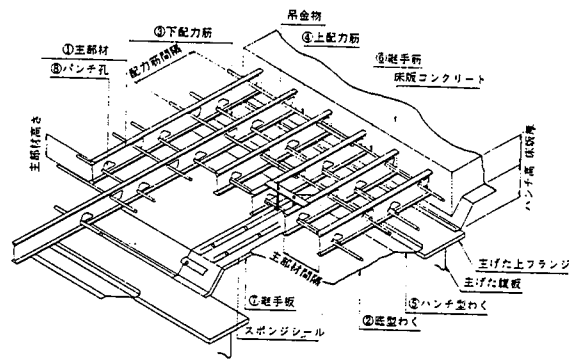 吊金物
③下配力筋
④上配力筋
①主部材
⑥継手筋
⑧パンチ孔
配力筋間隔
床版コンクリート
主部材高さ
床版厚
ハンチ高
主げた上フランジ
主部材間隔
主げた腹板
⑦継手板
⑤ハンチ型わく
スポンジシール
②底型わく